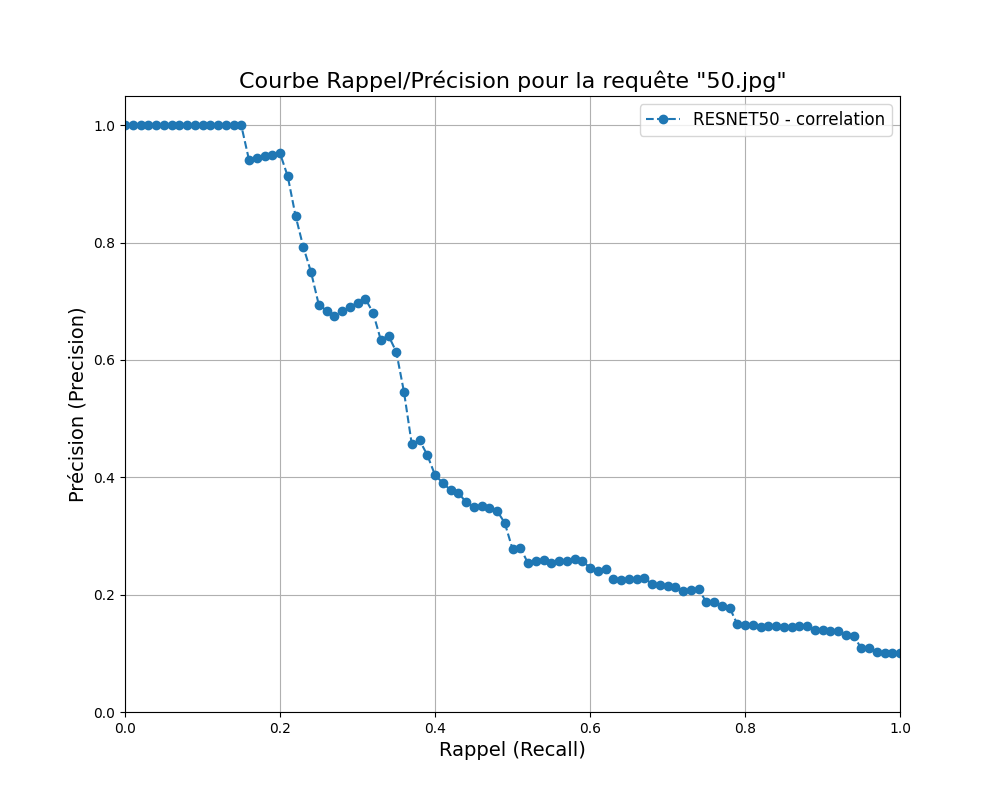 Courbe Rappel/Précision pour la requête "50.jpg"
RESNET50 - correlation
Précision (Precision)
1.0
0.8
0.6
0.4
0.2
0.0
0.0 0.2 0.4 0.6 0.8 1.0
Rappel (Recall)